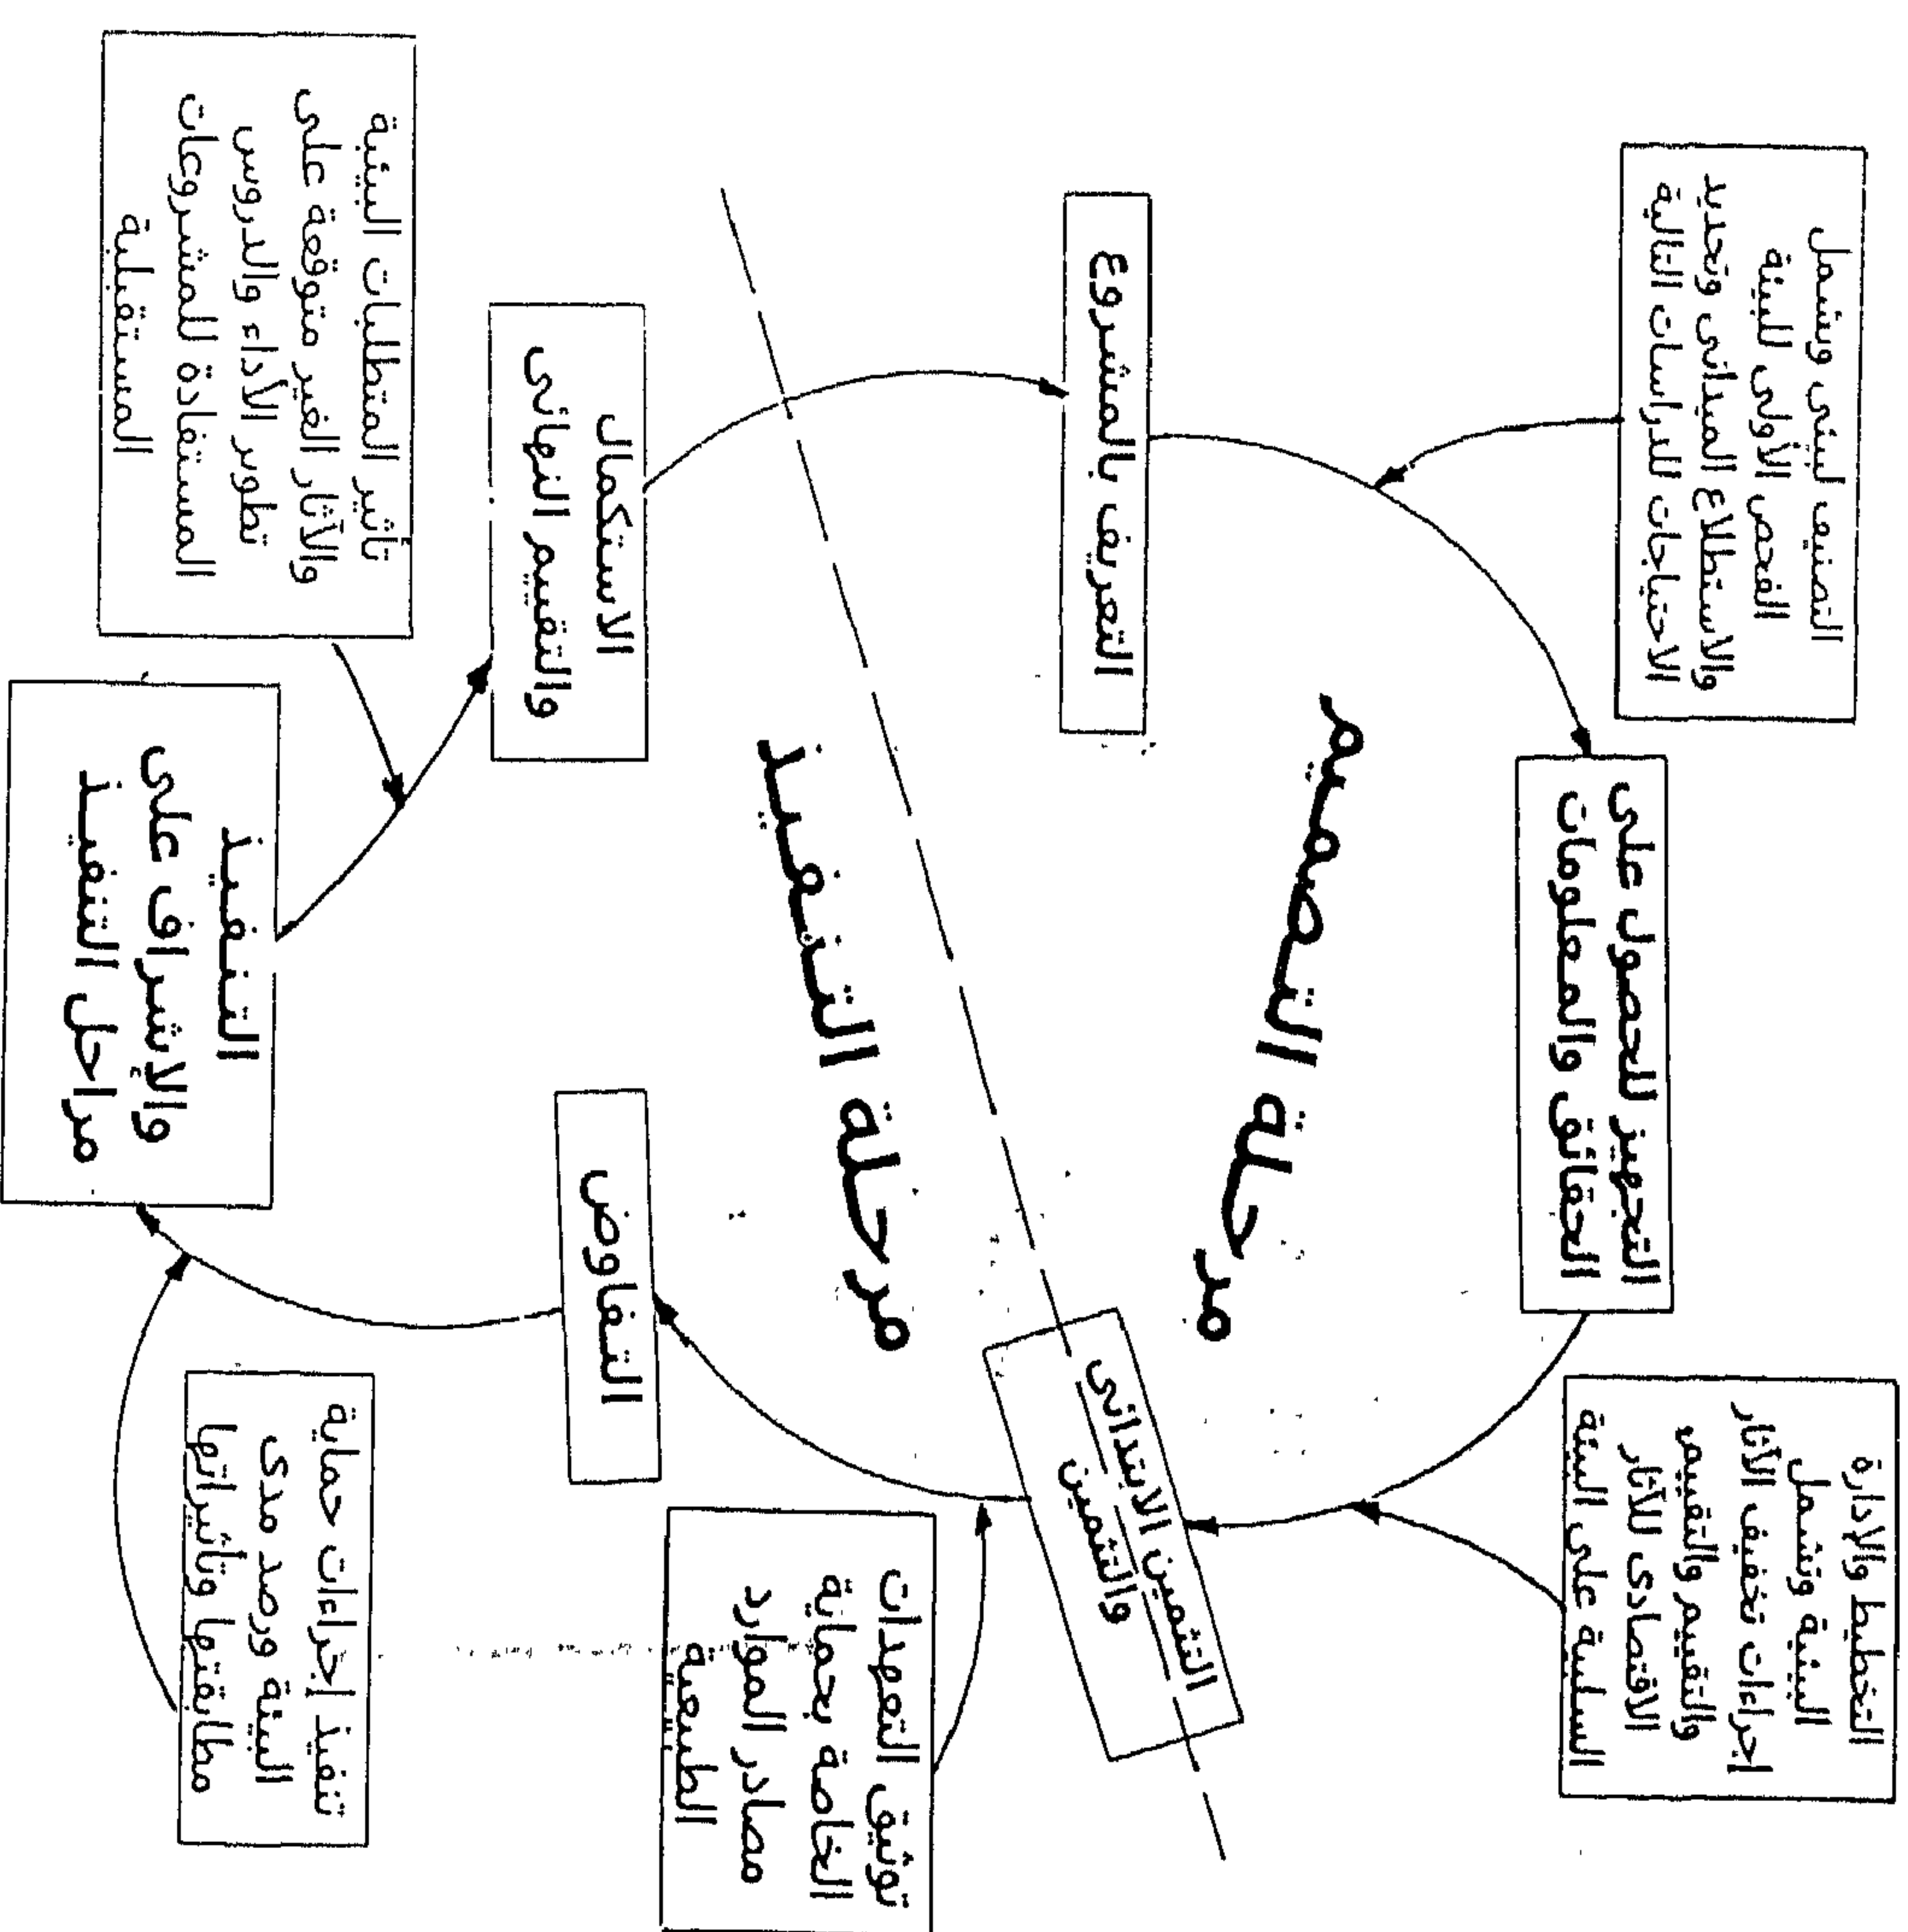 التصنيف لبيئى ويشمل
الفحص الأولى للبيئة
والاستطلاع الميدانى وتحديد
الاحتياجات للدراسات التالية
التعريف بالمشروع
التجهيز للحصول على
الحقائق والمعلومات
التخطيط والإدارة
البيئية وتشمل
إجراءات تخفيف الآثار
والتقييم والتقييم
الاقتصادى للآثار
السلبية على البيئة
مرحلة التصميم
التثمين الابتدائى
والتثمين
مرحلة التنفيذ
توثيق التعهدات
الخاصة بحماية
مصادر الموارد
الطبيعية
التفاوض
تنفيذ إجراءات حماية
البيئة ورصد مدى
مطابقتها وتأثيراتها
التنفيذ
والإشراف على
مراحل التنفيذ
الاستكمال
والتقييم النهائى
تأثير المتطلبات البيئية
والآثار الغير متوقعة على
تطوير الأداء والدروس
المستفادة للمشروعات
المستقبلية